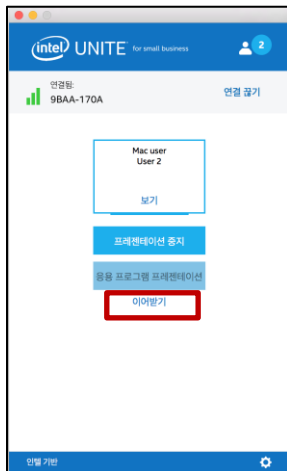 intel UNITE for small business
2
연결됨:
9BAA-170A
연결 끊기
Mac user
User 2
보기
프레젠테이션 중지
응용 프로그램 프레젠테이션
이어받기
인텔 기반